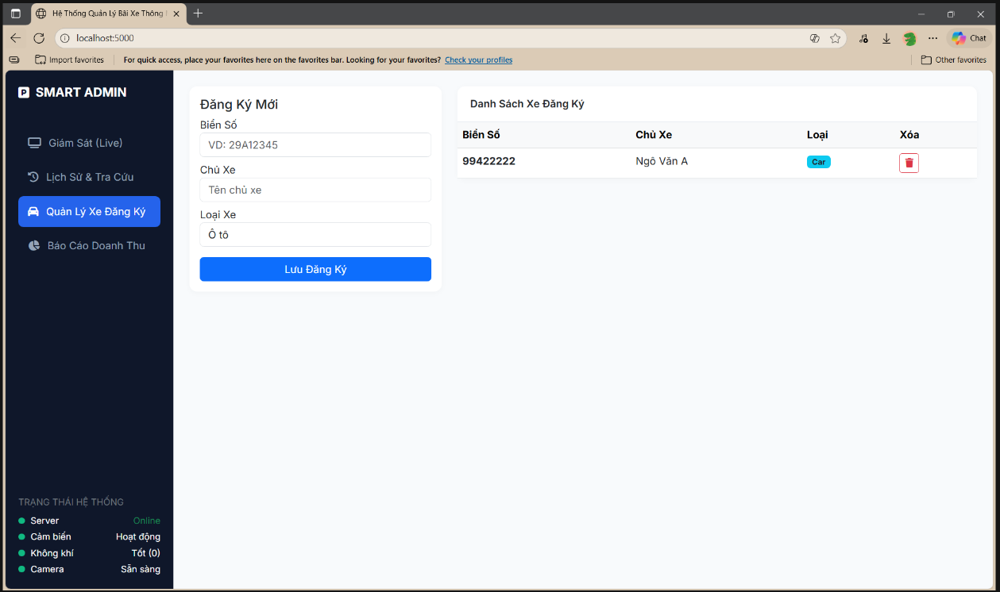 Hệ Thống Quản Lý Bãi Xe Thông
localhost:5000
Chat
Import favorites
For quick access, place your favorites here on the favorites bar. Looking for your favorites? Check your profiles
Other favorites
P SMART ADMIN
Giám Sát (Live)
Lịch Sử & Tra Cứu
Quản Lý Xe Đăng Ký
Báo Cáo Doanh Thu
TRẠNG THÁI HỆ THỐNG
Server Online
Cảm biến Hoạt động
Không khí Tốt (0)
Camera Sẵn sàng
Đăng Ký Mới
Biển Số
VD: 29A12345
Chủ Xe
Tên chủ xe
Loại Xe
Ô tô
Lưu Đăng Ký
Danh Sách Xe Đăng Ký
Biển Số Chủ Xe Loại Xóa
99422222 Ngô Văn A Car